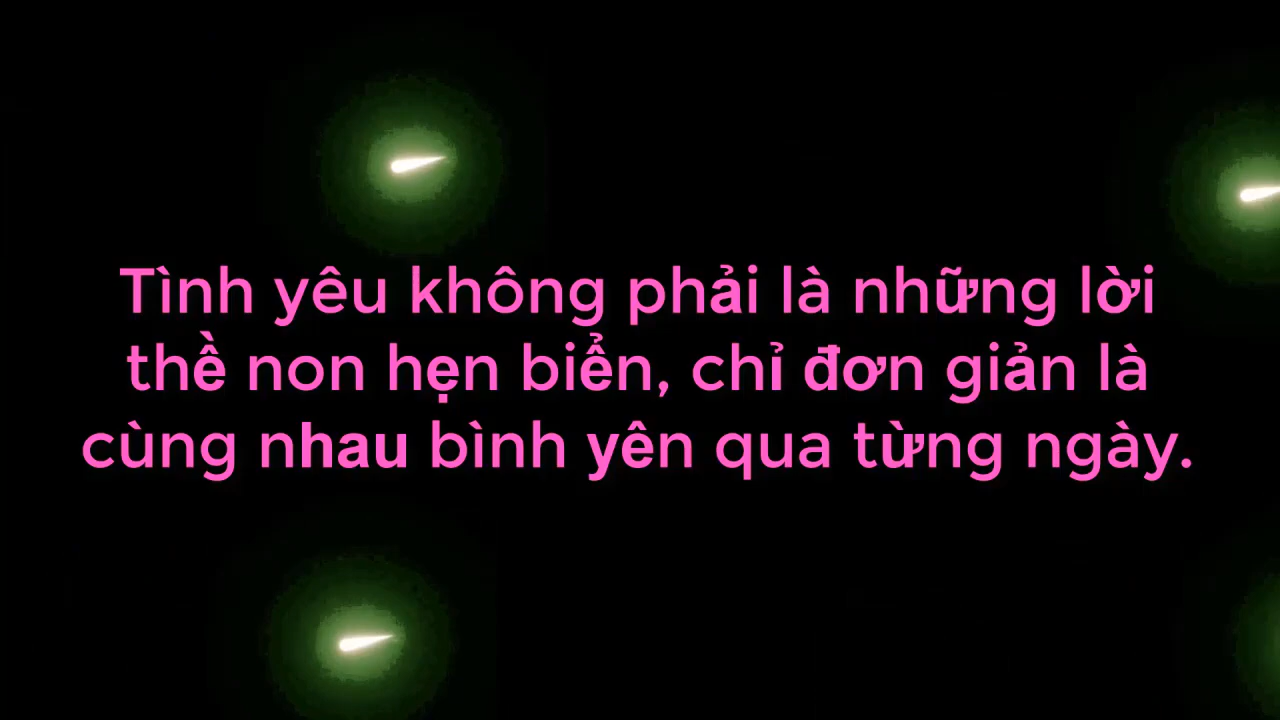 Tình yêu không phải là những lời
thề non hẹn biển, chỉ đơn giản là
cùng nhau bình yên qua từng ngày.